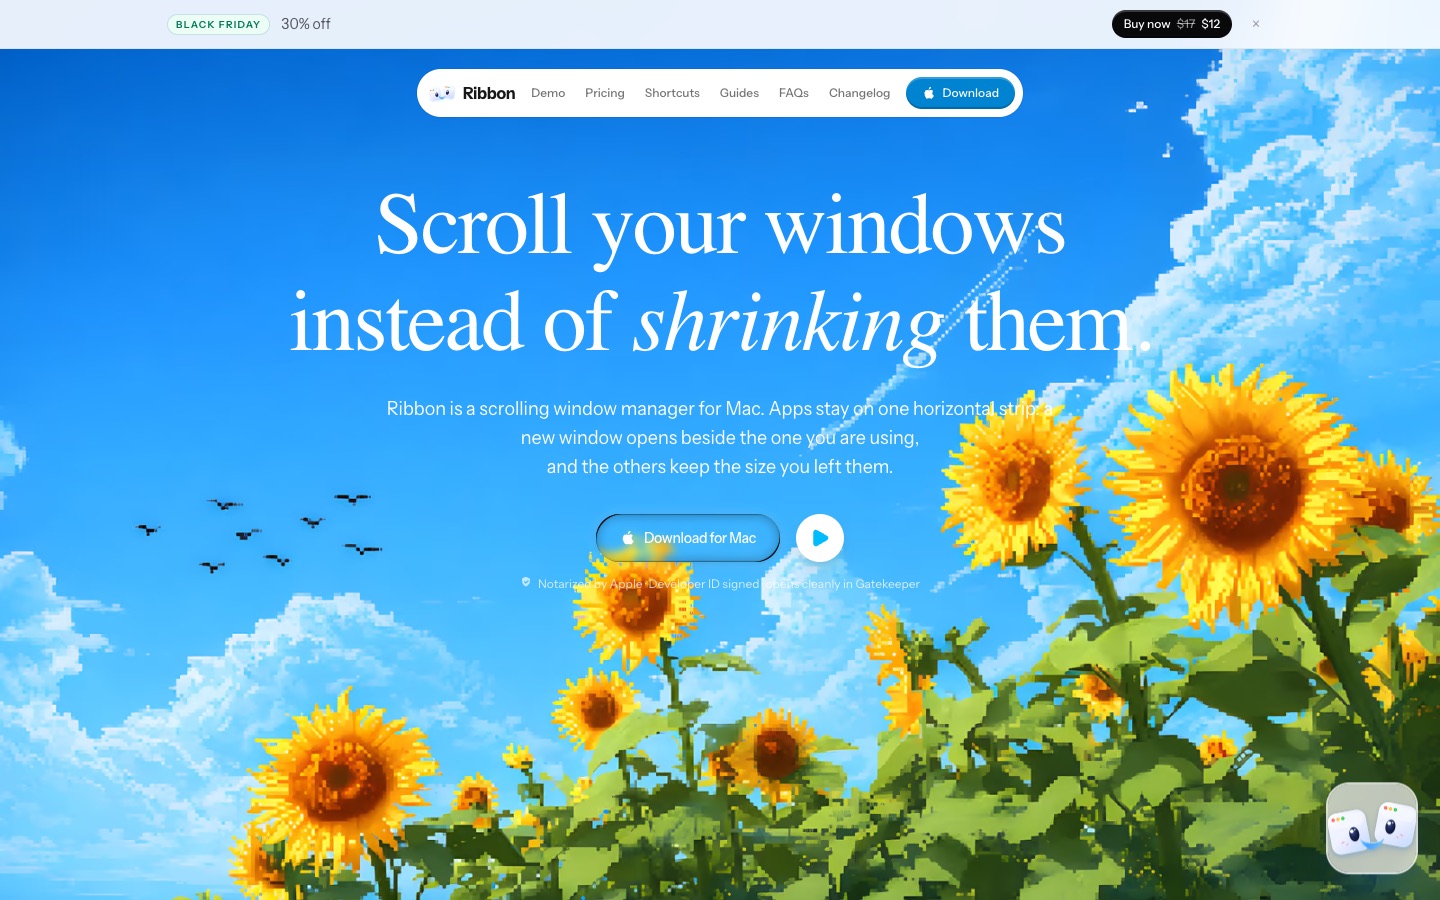 BLACK FRIDAY 30% off
Buy now $17 $12 ×
Ribbon Demo Pricing Shortcuts Guides FAQs Changelog Download
Scroll your windows
instead of shrinking them.
Ribbon is a scrolling window manager for Mac. Apps stay on one horizontal strip: a
new window opens beside the one you are using,
and the others keep the size you left them.
Download for Mac
Notarized by Apple · Developer ID signed cleanly in Gatekeeper